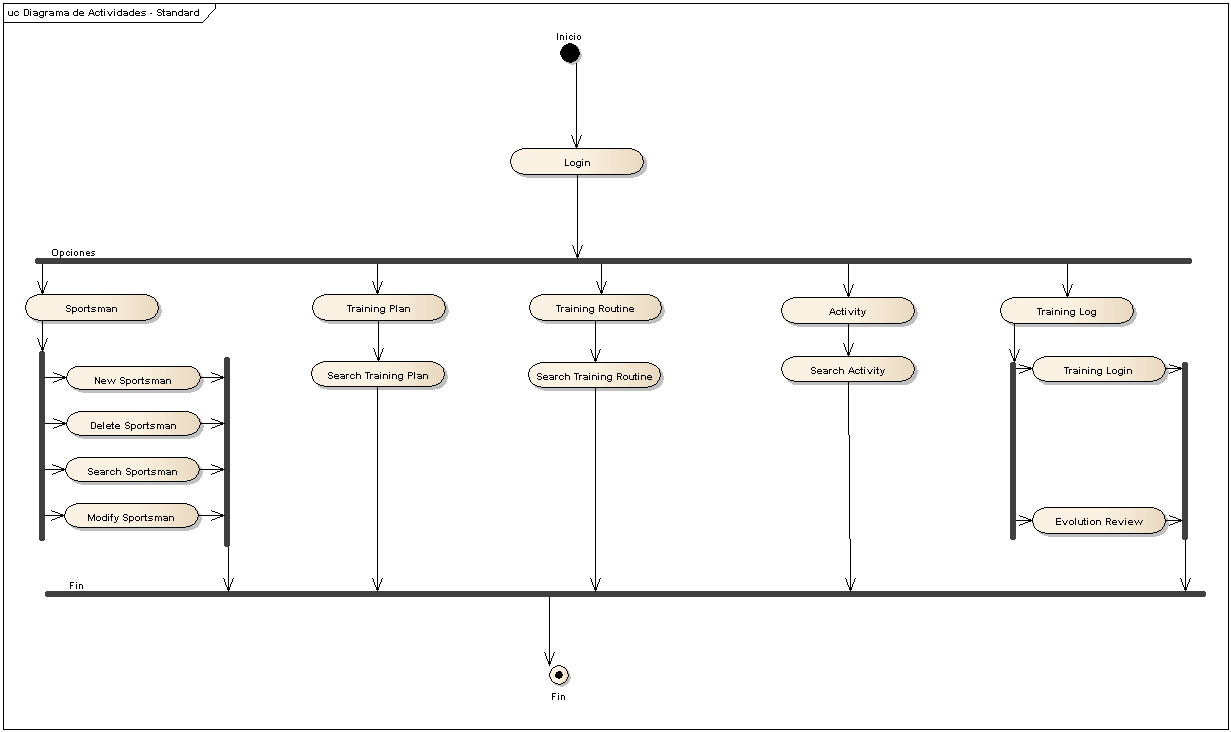 uc Diagrama de Actividades - Standard
Inicio
Login
Opciones
Sportsman
Training Plan
Training Routine
Activity
Training Log
New Sportsman
Search Training Plan
Search Training Routine
Search Activity
Training Login
Delete Sportsman
Search Sportsman
Modify Sportsman
Evolution Review
Fin
Fin